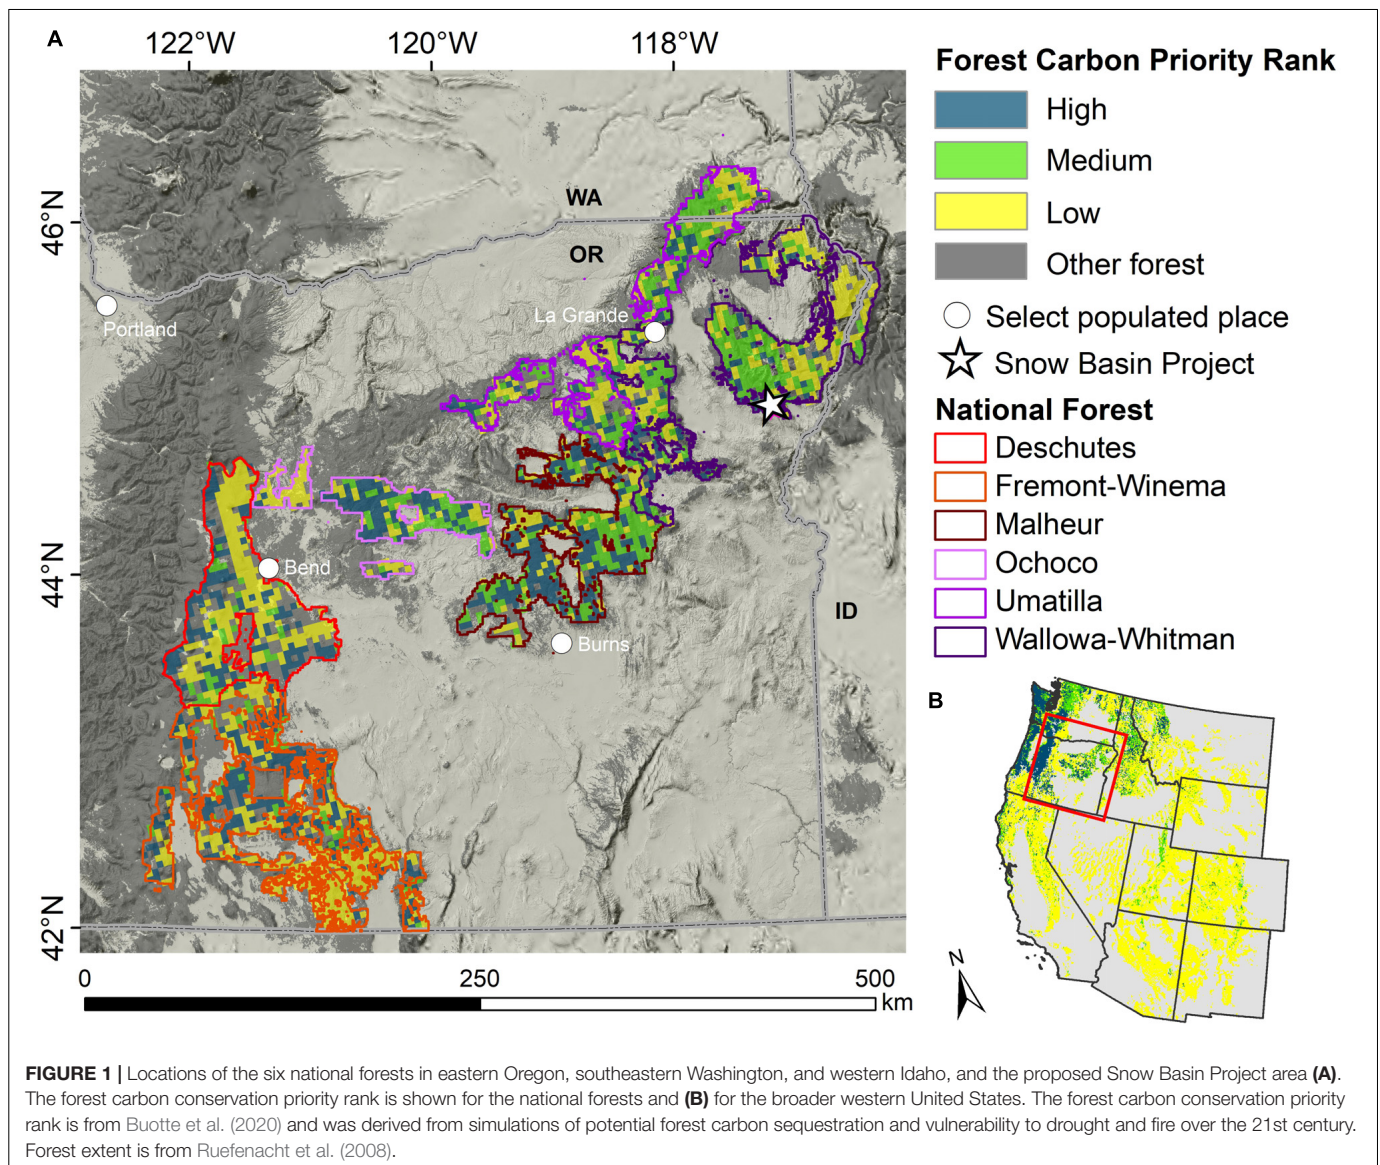 A
122°W 120°W 118°W
46°N
44°N
42°N
WA
OR
ID
Portland
La Grande
Bend
Burns
0 250 500
km
Forest Carbon Priority Rank
High
Medium
Low
Other forest
Select populated place
Snow Basin Project
National Forest
Deschutes
Fremont-Winema
Malheur
Ochoco
Umatilla
Wallowa-Whitman
B
N
FIGURE 1 | Locations of the six national forests in eastern Oregon, southeastern Washington, and western Idaho, and the proposed Snow Basin Project area (A).
The forest carbon conservation priority rank is shown for the national forests and (B) for the broader western United States. The forest carbon conservation priority
rank is from Buotte et al. (2020) and was derived from simulations of potential forest carbon sequestration and vulnerability to drought and fire over the 21st century.
Forest extent is from Ruefenacht et al. (2008).